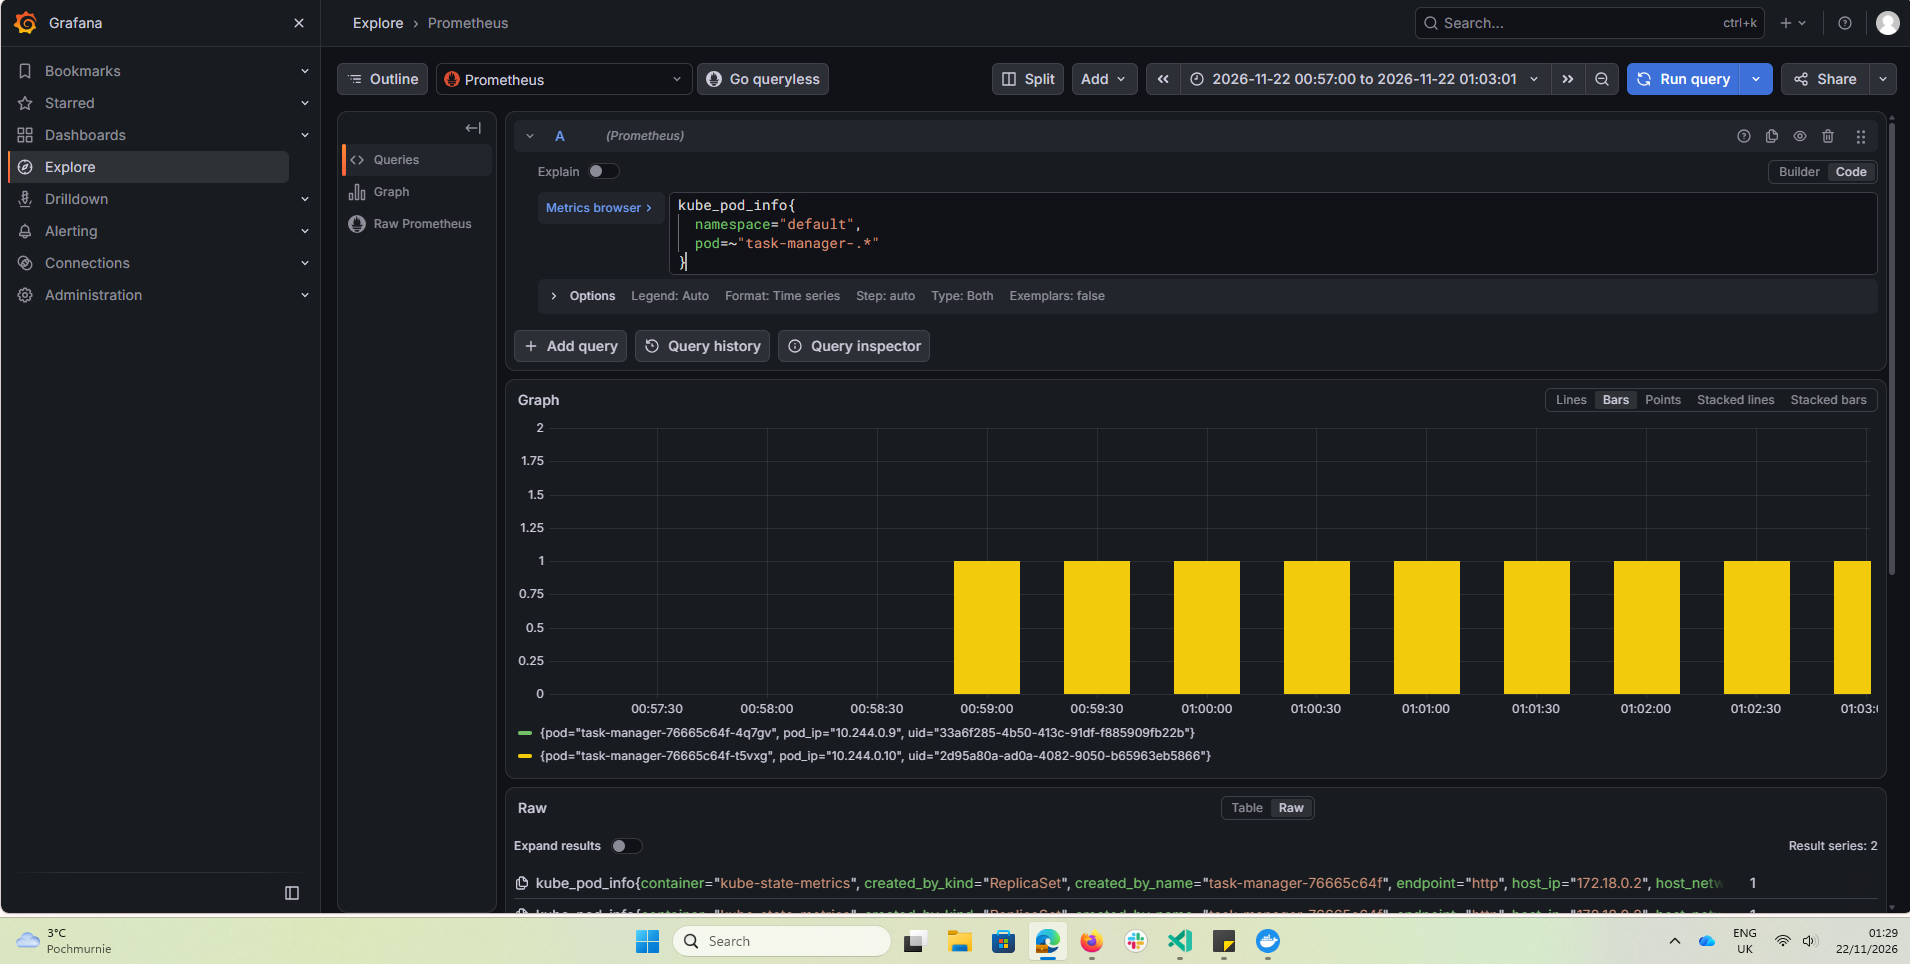 Grafana
Explore › Prometheus
Search...
ctrl+k
Bookmarks
Starred
Dashboards
Explore
Drilldown
Alerting
Connections
Administration
Outline
Prometheus
Go queryless
Split
Add
2026-11-22 00:57:00 to 2026-11-22 01:03:01
Run query
Share
Queries
Graph
Raw Prometheus
A
(Prometheus)
Explain
Builder
Code
Metrics browser
kube_pod_info{
namespace="default",
pod=~"task-manager-.*"
}
Options
Legend: Auto
Format: Time series
Step: auto
Type: Both
Exemplars: false
Add query
Query history
Query inspector
Graph
Lines
Bars
Points
Stacked lines
Stacked bars
2
1.75
1.5
1.25
1
0.75
0.5
0.25
0
00:57:30
00:58:00
00:58:30
00:59:00
00:59:30
01:00:00
01:00:30
01:01:00
01:01:30
01:02:00
01:02:30
01:03:
{pod="task-manager-76665c64f-4q7gv", pod_ip="10.244.0.9", uid="33a6f285-4b50-413c-91df-f885909fb22b"}
{pod="task-manager-76665c64f-t5vxg", pod_ip="10.244.0.10", uid="2d95a80a-ad0a-4082-9050-b65963eb5866"}
Raw
Table
Raw
Expand results
Result series: 2
kube_pod_info{container="kube-state-metrics", created_by_kind="ReplicaSet", created_by_name="task-manager-76665c64f", endpoint="http", host_ip="172.18.0.2", host_netw 1
3°C
Pochmurnie
Search
ENG
UK
01:29
22/11/2026